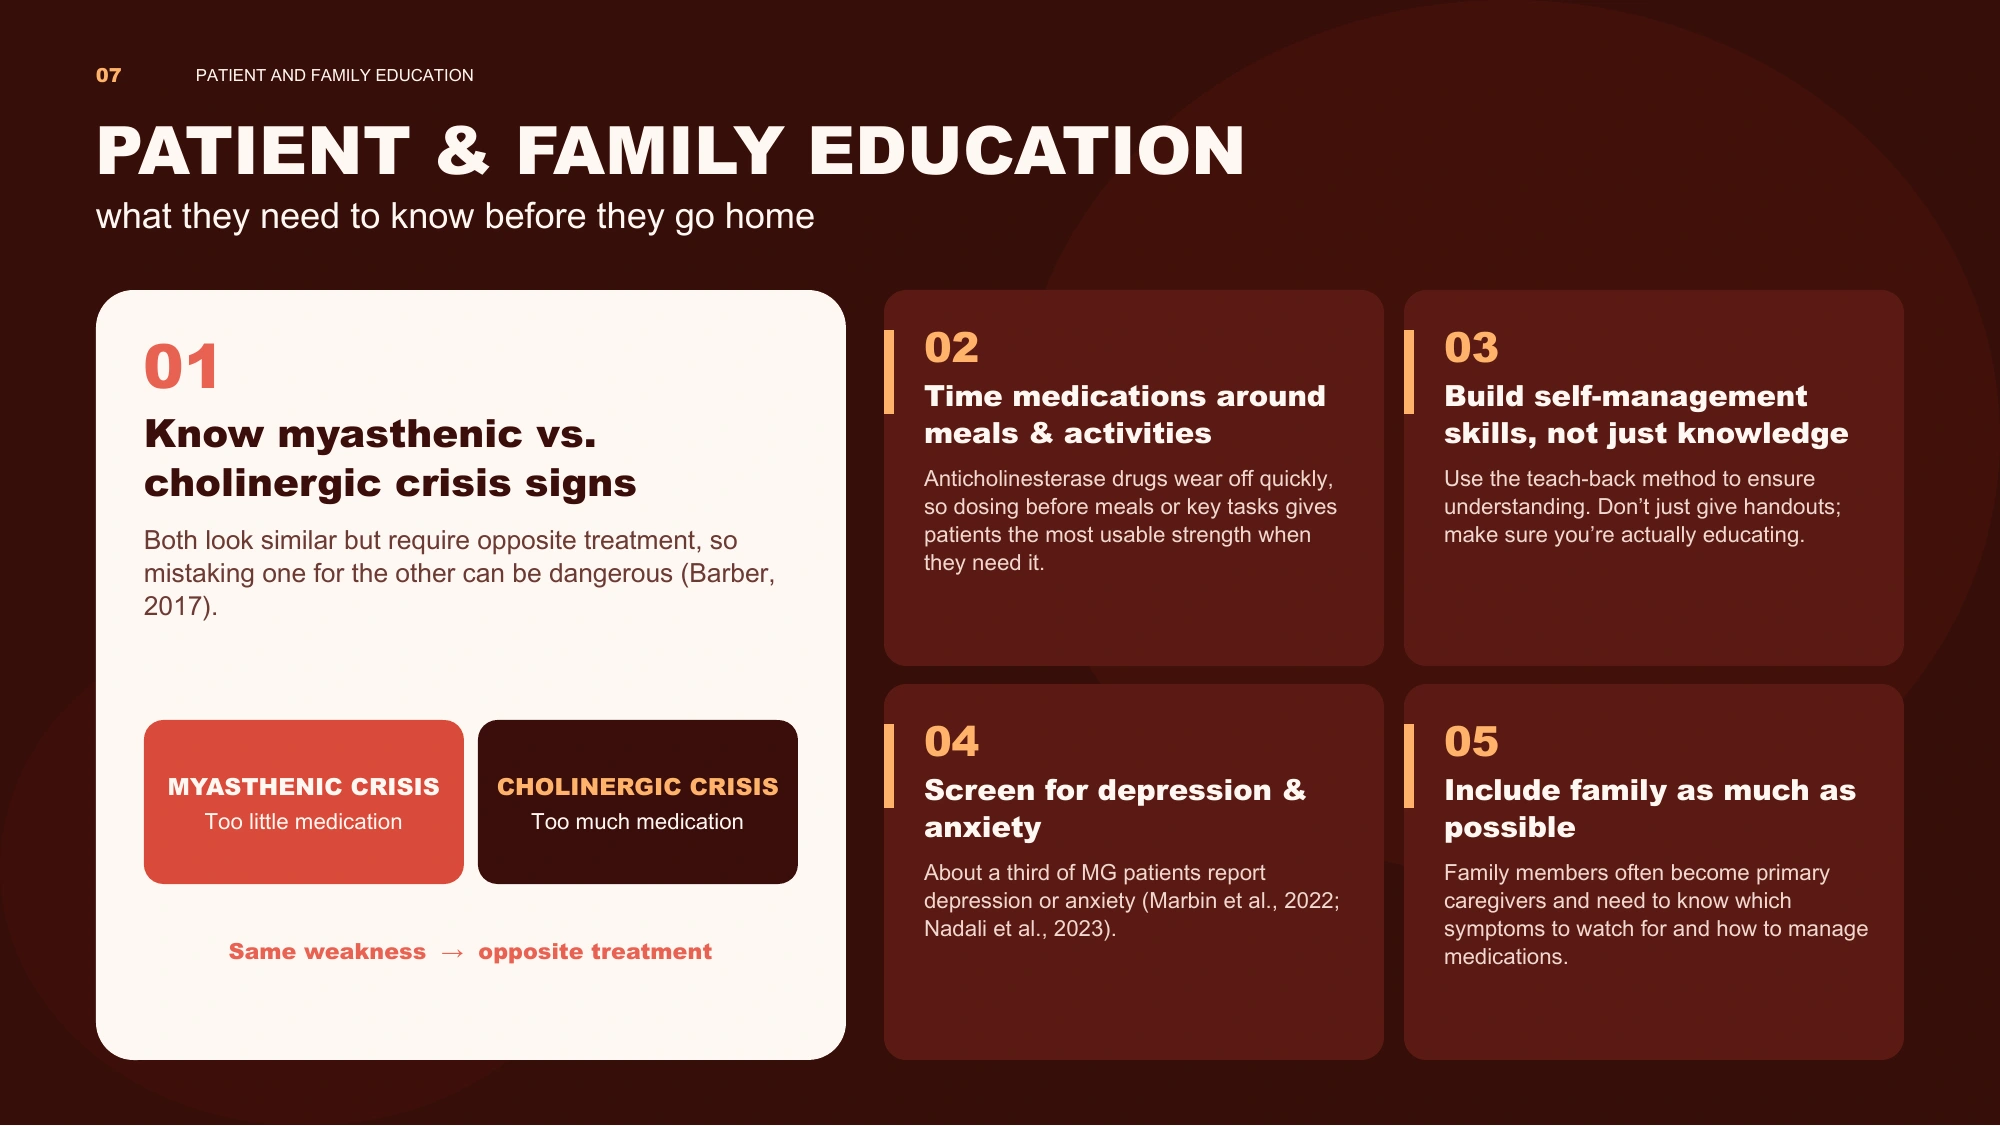 07
PATIENT AND FAMILY EDUCATION
PATIENT & FAMILY EDUCATION
what they need to know before they go home
01
Know myasthenic vs.
cholinergic crisis signs
Both look similar but require opposite treatment, so
mistaking one for the other can be dangerous (Barber,
2017).
MYASTHENIC CRISIS
Too little medication
CHOLINERGIC CRISIS
Too much medication
Same weakness → opposite treatment
02
Time medications around
meals & activities
Anticholinesterase drugs wear off quickly,
so dosing before meals or key tasks gives
patients the most usable strength when
they need it.
03
Build self-management
skills, not just knowledge
Use the teach-back method to ensure
understanding. Don’t just give handouts;
make sure you’re actually educating.
04
Screen for depression &
anxiety
About a third of MG patients report
depression or anxiety (Marbin et al., 2022;
Nadali et al., 2023).
05
Include family as much as
possible
Family members often become primary
caregivers and need to know which
symptoms to watch for and how to manage
medications.